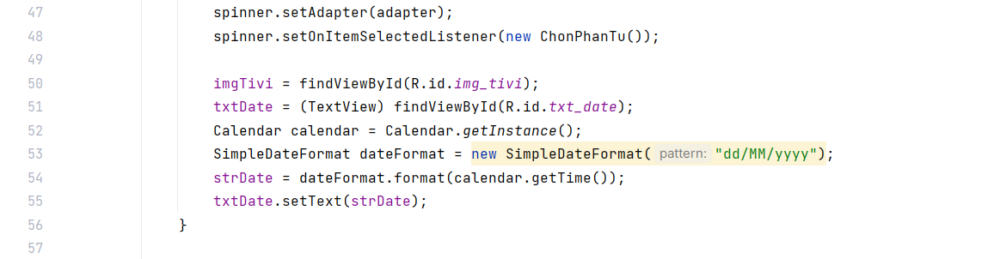 47 spinner.setAdapter(adapter);
48 spinner.setOnItemSelectedListener(new ChonPhanTu());
49
50 imgTivi = findViewById(R.id.img_tivi);
51 txtDate = (TextView) findViewById(R.id.txt_date);
52 Calendar calendar = Calendar.getInstance();
53 SimpleDateFormat dateFormat = new SimpleDateFormat( pattern: "dd/MM/yyyy");
54 strDate = dateFormat.format(calendar.getTime());
55 txtDate.setText(strDate);
56 }
57